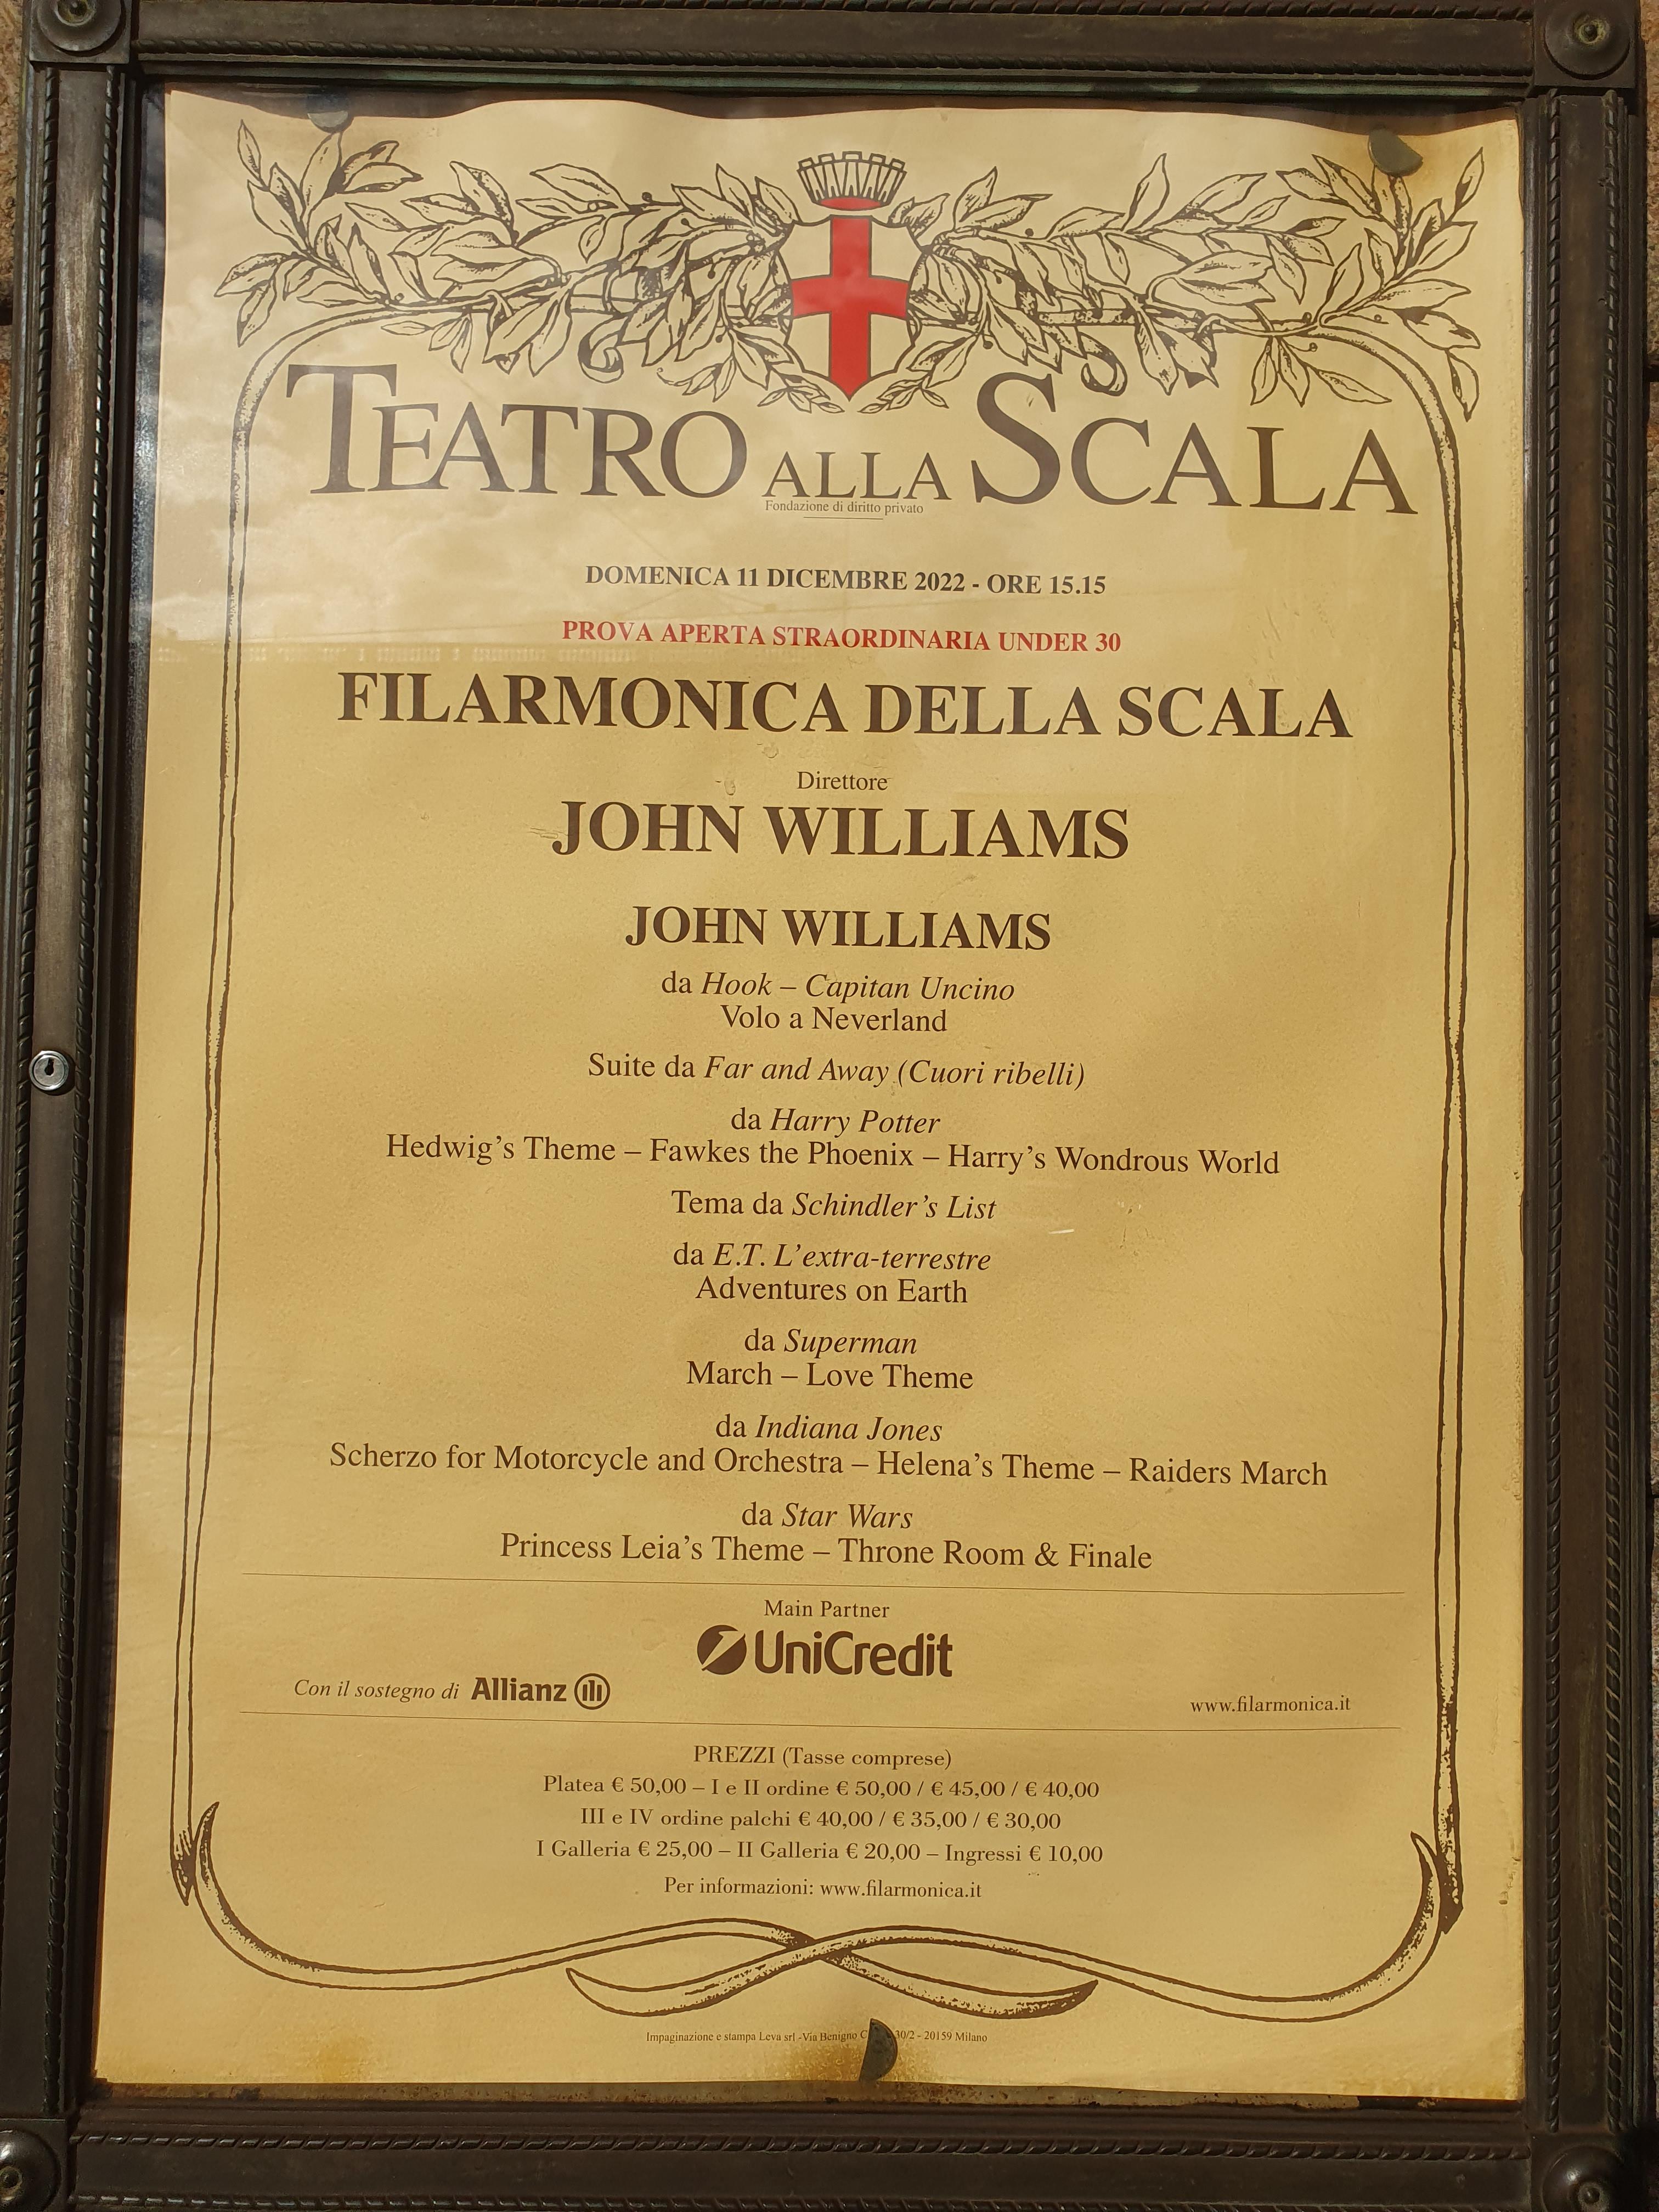 TEATRO ALLA SCALA
Fondazione di diritto privato
DOMENICA 11 DICEMBRE 2022 - ORE 15.15
PROVA APERTA STRAORDINARIA UNDER 30
FILARMONICA DELLA SCALA
Direttore
JOHN WILLIAMS
JOHN WILLIAMS
da Hook – Capitan Uncino
Volo a Neverland
Suite da Far and Away (Cuori ribelli)
da Harry Potter
Hedwig's Theme – Fawkes the Phoenix – Harry's Wondrous World
Tema da Schindler's List
da E.T. L'extra-terrestre
Adventures on Earth
da Superman
March – Love Theme
da Indiana Jones
Scherzo for Motorcycle and Orchestra – Helena's Theme – Raiders March
da Star Wars
Princess Leia's Theme – Throne Room & Finale
Main Partner
UniCredit
Con il sostegno di Allianz
www.filarmonica.it
PREZZI (Tasse comprese)
Platea € 50,00 – I e II ordine € 50,00 / € 45,00 / € 40,00
III e IV ordine palchi € 40,00 / € 35,00 / € 30,00
I Galleria € 25,00 – II Galleria € 20,00 – Ingressi € 10,00
Per informazioni: www.filarmonica.it
Impaginazione e stampa Leva srl -Via Benigno 30/2 - 20159 Milano